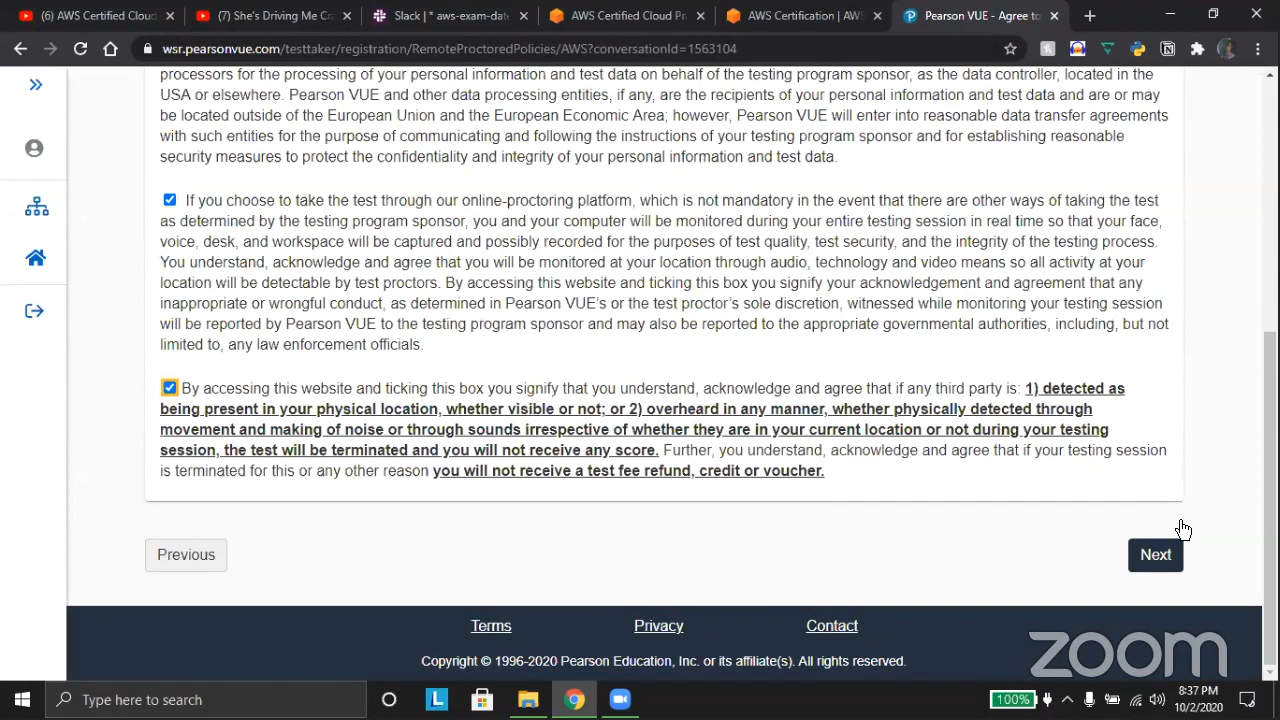 (6) AWS Certified Cloud
(7) She's Driving Me Cr
Slack | * aws-exam-date
AWS Certified Cloud Pr
AWS Certification | AWS
Pearson VUE - Agree to
wsr.pearsonvue.com/testtaker/registration/RemoteProctoredPolicies/AWS?conversationId=1563104
processors for the processing of your personal information and test data on behalf of the testing program sponsor, as the data controller, located in the
USA or elsewhere. Pearson VUE and other data processing entities, if any, are the recipients of your personal information and test data and are or may
be located outside of the European Union and the European Economic Area; however, Pearson VUE will enter into reasonable data transfer agreements
with such entities for the purpose of communicating and following the instructions of your testing program sponsor and for establishing reasonable
security measures to protect the confidentiality and integrity of your personal information and test data.
If you choose to take the test through our online-proctoring platform, which is not mandatory in the event that there are other ways of taking the test
as determined by the testing program sponsor, you and your computer will be monitored during your entire testing session in real time so that your face,
voice, desk, and workspace will be captured and possibly recorded for the purposes of test quality, test security, and the integrity of the testing process.
You understand, acknowledge and agree that you will be monitored at your location through audio, technology and video means so all activity at your
location will be detectable by test proctors. By accessing this website and ticking this box you signify your acknowledgement and agreement that any
inappropriate or wrongful conduct, as determined in Pearson VUE's or the test proctor's sole discretion, witnessed while monitoring your testing session
will be reported by Pearson VUE to the testing program sponsor and may also be reported to the appropriate governmental authorities, including, but not
limited to, any law enforcement officials.
By accessing this website and ticking this box you signify that you understand, acknowledge and agree that if any third party is: 1) detected as
being present in your physical location, whether visible or not; or 2) overheard in any manner, whether physically detected through
movement and making of noise or through sounds irrespective of whether they are in your current location or not during your testing
session, the test will be terminated and you will not receive any score. Further, you understand, acknowledge and agree that if your testing session
is terminated for this or any other reason you will not receive a test fee refund, credit or voucher.
Previous
Next
Terms
Privacy
Contact
Copyright © 1996-2020 Pearson Education, Inc. or its affiliate(s). All rights reserved.
zoom
Type here to search
L
100%
8:37 PM
10/2/2020